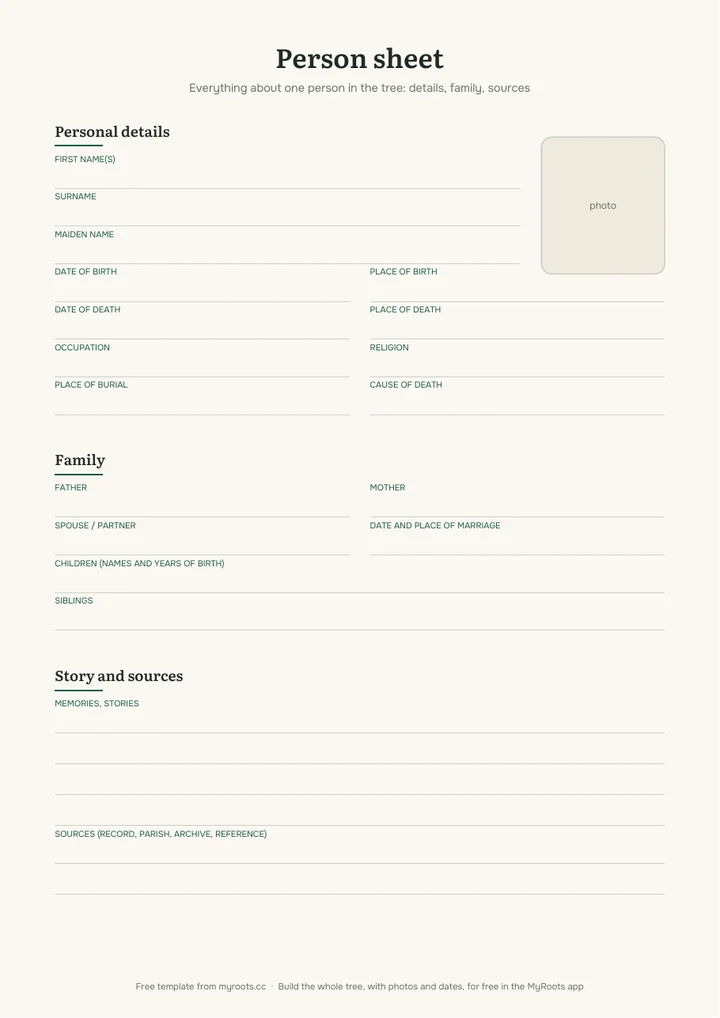 Person sheet
Everything about one person in the tree: details, family, sources
Personal details
FIRST NAME(S)
SURNAME
photo
MAIDEN NAME
DATE OF BIRTH PLACE OF BIRTH
DATE OF DEATH PLACE OF DEATH
OCCUPATION RELIGION
PLACE OF BURIAL CAUSE OF DEATH
Family
FATHER MOTHER
SPOUSE / PARTNER DATE AND PLACE OF MARRIAGE
CHILDREN (NAMES AND YEARS OF BIRTH)
SIBLINGS
Story and sources
MEMORIES, STORIES
SOURCES (RECORD, PARISH, ARCHIVE, REFERENCE)
Free template from myroots.cc · Build the whole tree, with photos and dates, for free in the MyRoots app